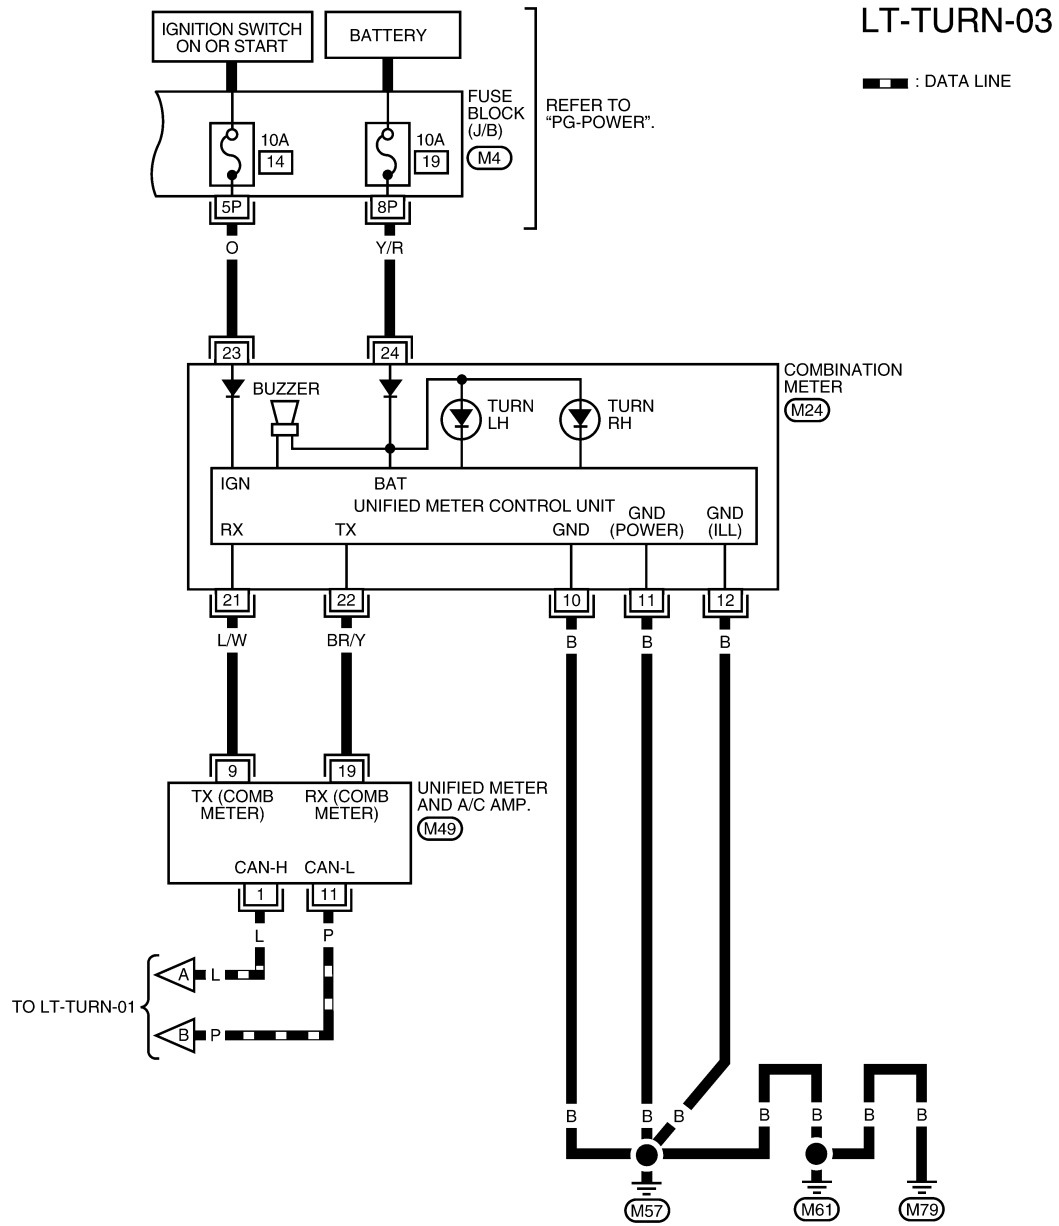 LT-TURN-03
IGNITION SWITCH
ON OR START
BATTERY
: DATA LINE
FUSE
BLOCK
(J/B)
M4
REFER TO
“PG-POWER”.
10A
14
10A
19
5P
8P
O
Y/R
23
24
COMBINATION
METER
M24
BUZZER
TURN
LH
TURN
RH
IGN
BAT
UNIFIED METER CONTROL UNIT
RX
TX
GND
GND
(POWER)
GND
(ILL)
21
22
10
11
12
L/W
BR/Y
B
B
B
9
19
TX (COMB
METER)
RX (COMB
METER)
UNIFIED METER
AND A/C AMP.
M49
CAN-H
CAN-L
1
11
L
P
A
L
TO LT-TURN-01
B
P
B
B
B
B
B
B
B
M57
M61
M79